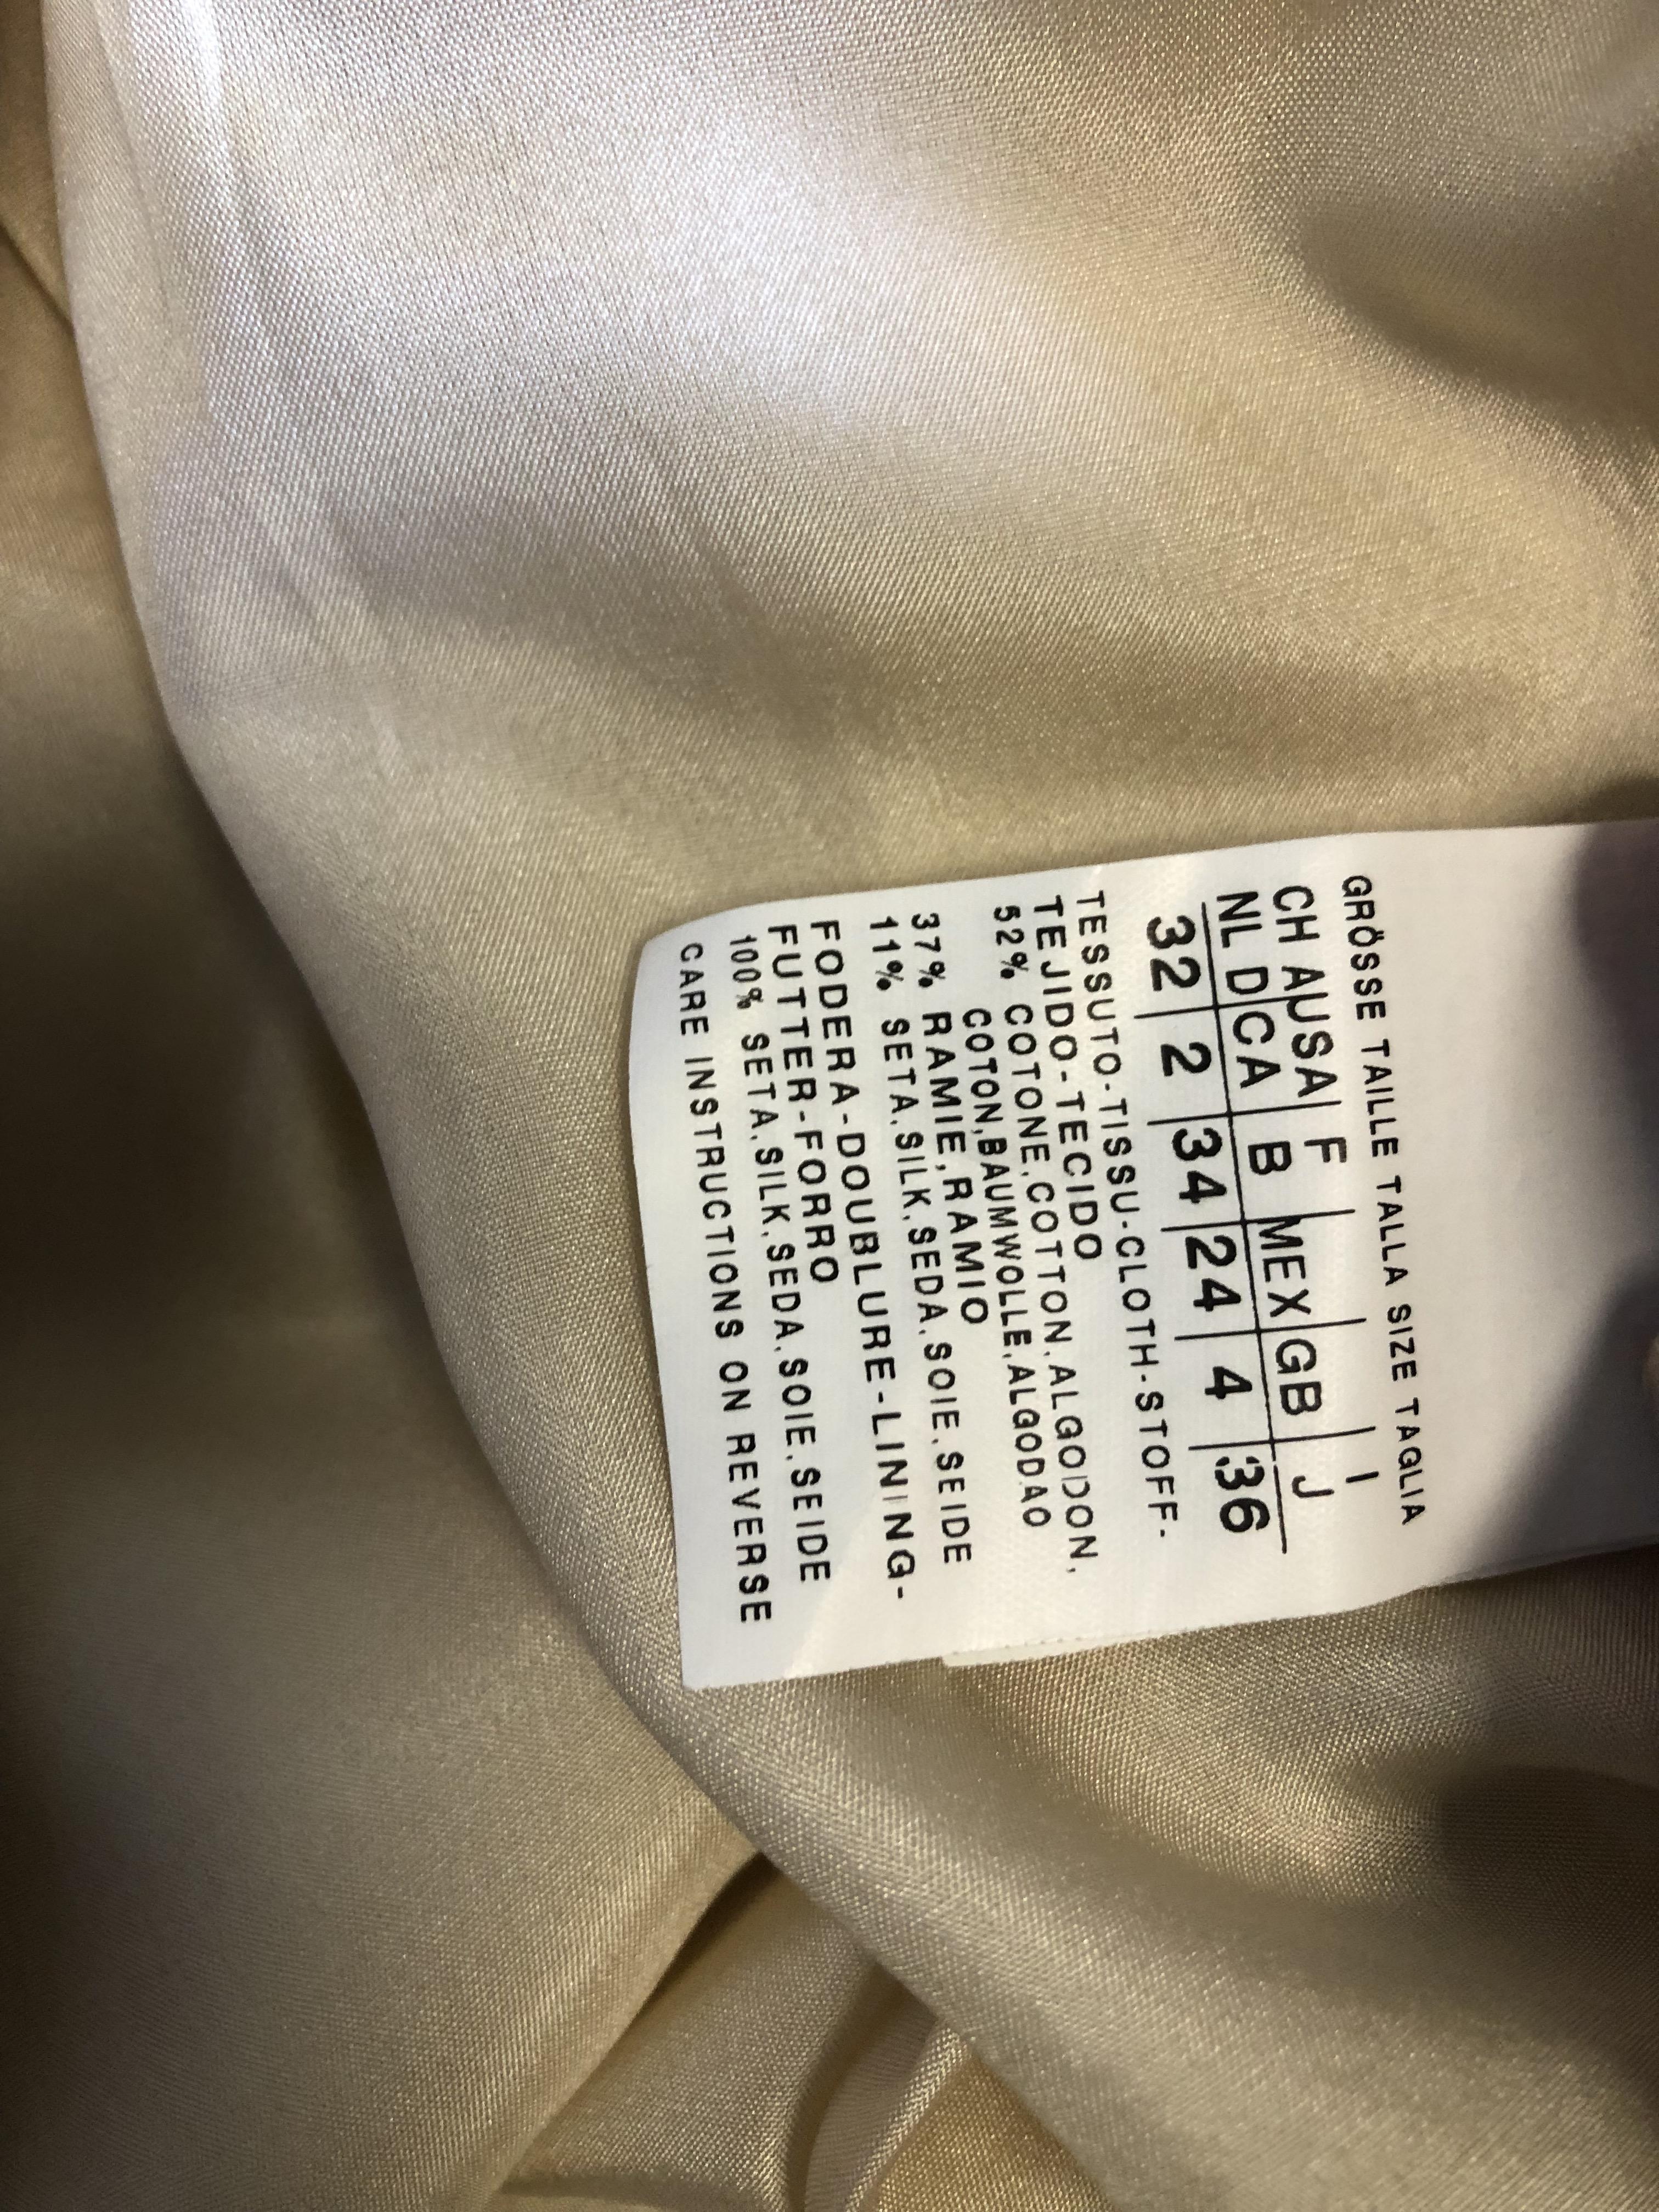 GRÖSSE TAILLE TALLA SIZE TAGLIA
CH A USA F I
NL D CA B MEX GB J
32 2 34 24 4 36
TESSUTO-TISSU-CLOTH-STOFF-
TEJIDO-TECIDO
52% COTONE,COTTON,ALGODON,
COTON,BAUMWOLLE,ALGODAO
37% RAMIE,RAMIO
11% SETA.SILK.SEDA.SOIE.SEIDE
FODERA-DOUBLURE-LINING-
FUTTER-FORRO
100% SETA.SILK.SEDA.SOIE.SEIDE
CARE INSTRUCTIONS ON REVERSE